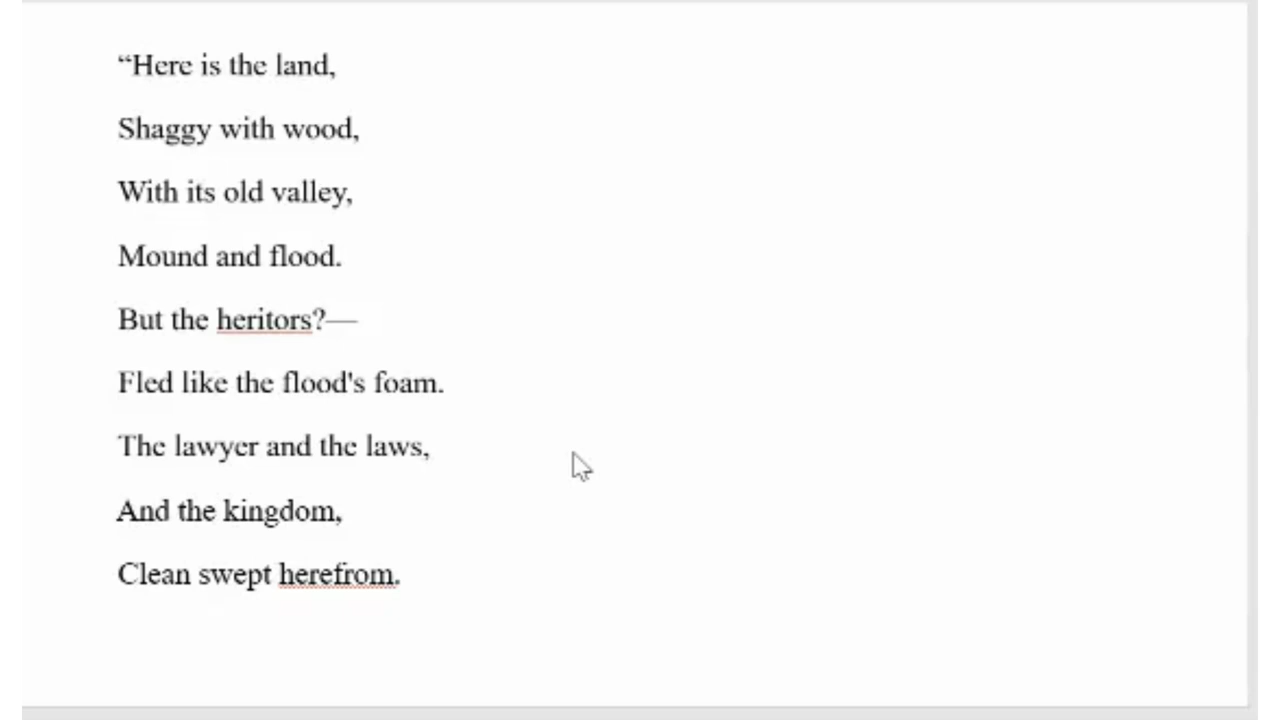 “Here is the land,
Shaggy with wood,
With its old valley,
Mound and flood.
But the heritors?—
Fled like the flood's foam.
The lawyer and the laws,
And the kingdom,
Clean swept herefrom.